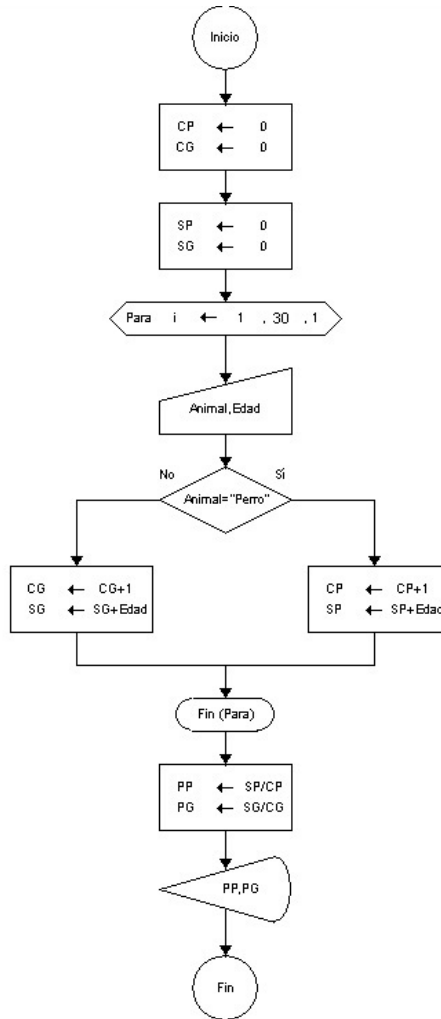 Inicio
CP ← 0
CG ← 0
SP ← 0
SG ← 0
Para i ← 1 , 30 , 1
Animal,Edad
No
Sí
Animal="Perro"
CG ← CG+1
SG ← SG+Edad
CP ← CP+1
SP ← SP+Edad
Fin (Para)
PP ← SP/CP
PG ← SG/CG
PP,PG
Fin